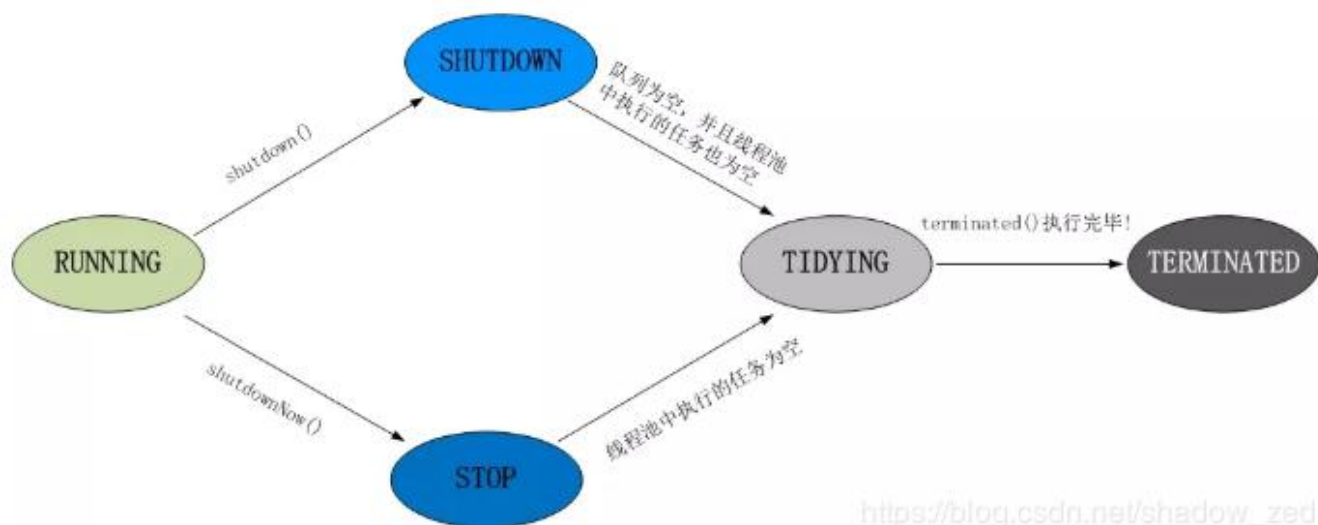 SHUTDOWN
shutdown()
队列为空，并且线程池
中执行的任务也为空
RUNNING
TIDYING
terminated()执行完毕!
TERMINATED
shutdownNow()
线程池中执行的任务为空
STOP
https://blog.csdn.net/shadow_zed